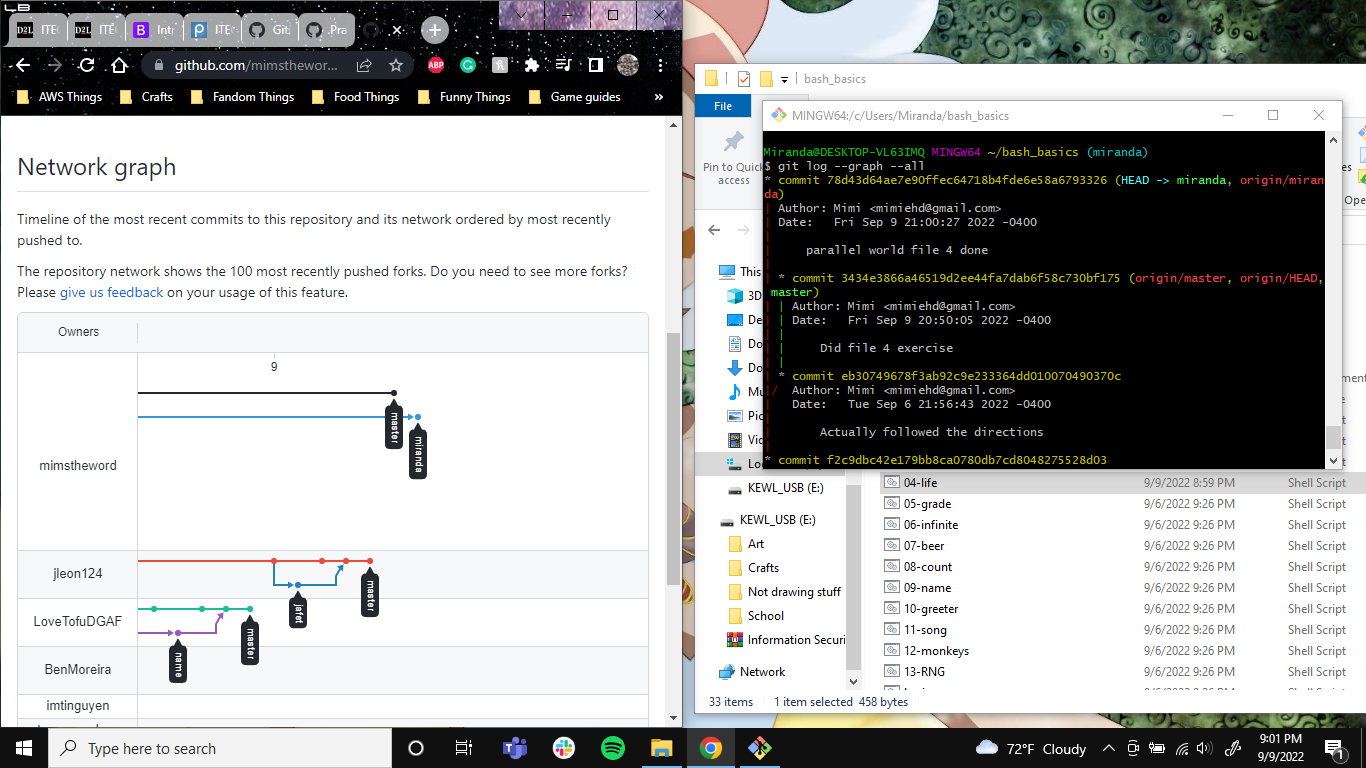 D2L ITE
D2L ITE
B Intr
P ITE
Git.
.Pra
github.com/mimsthewor...
ABP
AWS Things
Crafts
Fandom Things
Food Things
Funny Things
Game guides
»
Network graph
Timeline of the most recent commits to this repository and its network ordered by most recently
pushed to.
The repository network shows the 100 most recently pushed forks. Do you need to see more forks?
Please give us feedback on your usage of this feature.
Owners
9
mimstheword
master
miranda
jleon124
jafet
master
LoveTofuDGAF
name
master
BenMoreira
imtinguyen
bash_basics
File
Pin to Quick
access
This
3D
De
Do
Do
Mu
Pic
Vid
Loc
KEWL_USB (E:)
KEWL_USB (E:)
Art
Crafts
Not drawing stuff
School
Information Securi
Network
33 items 1 item selected 458 bytes
Ope
MINGW64:/c/Users/Miranda/bash_basics
Miranda@DESKTOP-VL63IMQ MINGW64 ~/bash_basics (miranda)
$ git log --graph --all
* commit 78d43d64ae7e90ffec64718b4fde6e58a6793326 (HEAD -> miranda, origin/miran
da)
| Author: Mimi <mimiehd@gmail.com>
| Date: Fri Sep 9 21:00:27 2022 -0400
|
| parallel world file 4 done
|
| * commit 3434e3866a46519d2ee44fa7dab6f58c730bf175 (origin/master, origin/HEAD,
master)
| | Author: Mimi <mimiehd@gmail.com>
| | Date: Fri Sep 9 20:50:05 2022 -0400
| |
| | Did file 4 exercise
| |
| * commit eb30749678f3ab92c9e233364dd010070490370c
|/ Author: Mimi <mimiehd@gmail.com>
| Date: Tue Sep 6 21:56:43 2022 -0400
|
| Actually followed the directions
|
* commit f2c9dbc42e179bb8ca0780db7cd8048275528d03
04-life 9/9/2022 8:59 PM Shell Script
05-grade 9/6/2022 9:26 PM Shell Script
06-infinite 9/6/2022 9:26 PM Shell Script
07-beer 9/6/2022 9:26 PM Shell Script
08-count 9/6/2022 9:26 PM Shell Script
09-name 9/6/2022 9:26 PM Shell Script
10-greeter 9/6/2022 9:26 PM Shell Script
11-song 9/6/2022 9:26 PM Shell Script
12-monkeys 9/6/2022 9:26 PM Shell Script
13-RNG 9/6/2022 9:26 PM Shell Script
Type here to search
72°F Cloudy
9:01 PM
9/9/2022
1